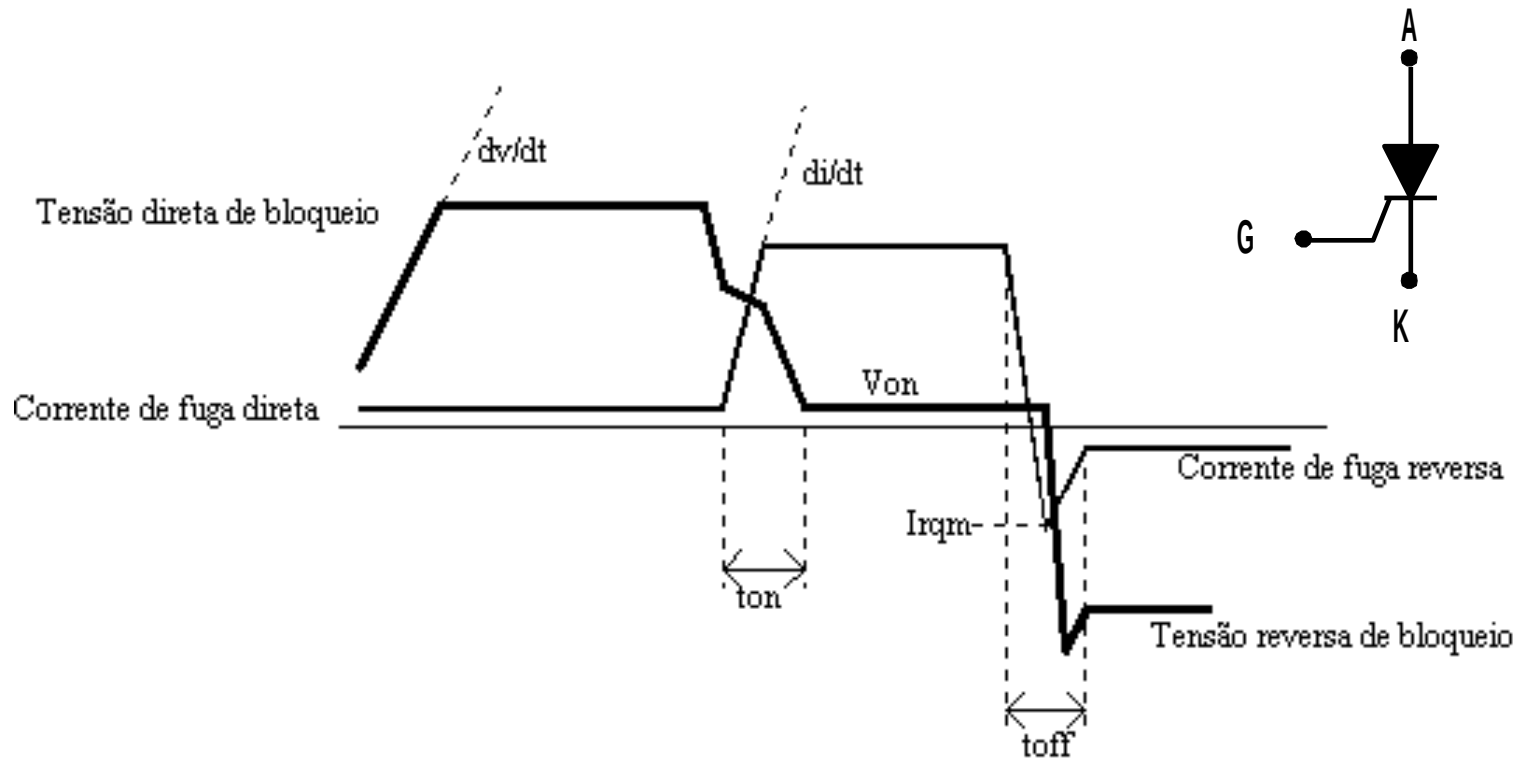 A
dv/dt
di/dt
Tensão direta de bloqueio
G
K
Von
Corrente de fuga direta
Corrente de fuga reversa
Irqm
ton
Tensão reversa de bloqueio
toff